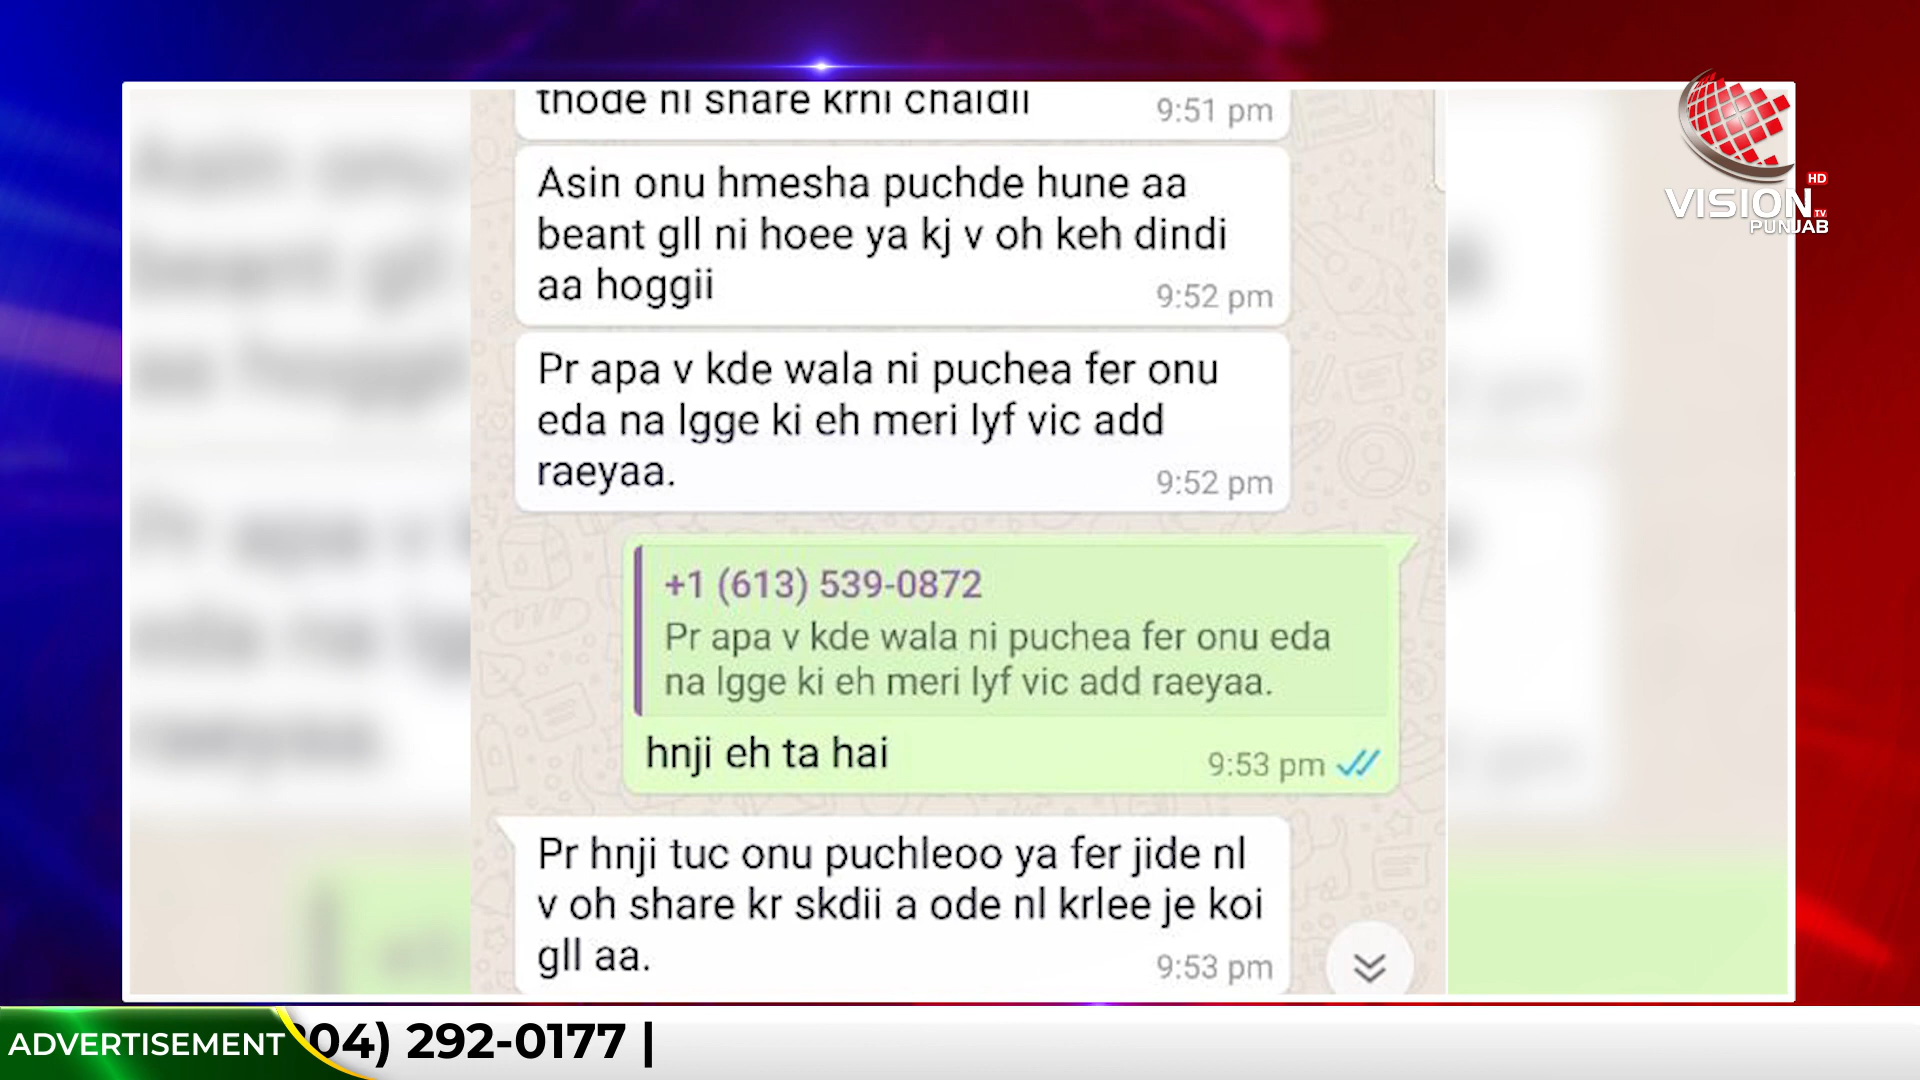 thode nl share krni chaidii
9:51 pm
Asin onu hmesha puchde hune aa
beant gll ni hoee ya kj v oh keh dindi
aa hoggii
9:52 pm
Pr apa v kde wala ni puchea fer onu
eda na lgge ki eh meri lyf vic add
raeyaa.
9:52 pm
+1 (613) 539-0872
Pr apa v kde wala ni puchea fer onu eda
na lgge ki eh meri lyf vic add raeyaa.
hnji eh ta hai
9:53 pm
Pr hnji tuc onu puchleoo ya fer jide nl
v oh share kr skdii a ode nl krlee je koi
gll aa.
9:53 pm
HD
VISION
TV
PUNJAB
ADVERTISEMENT
04) 292-0177 |